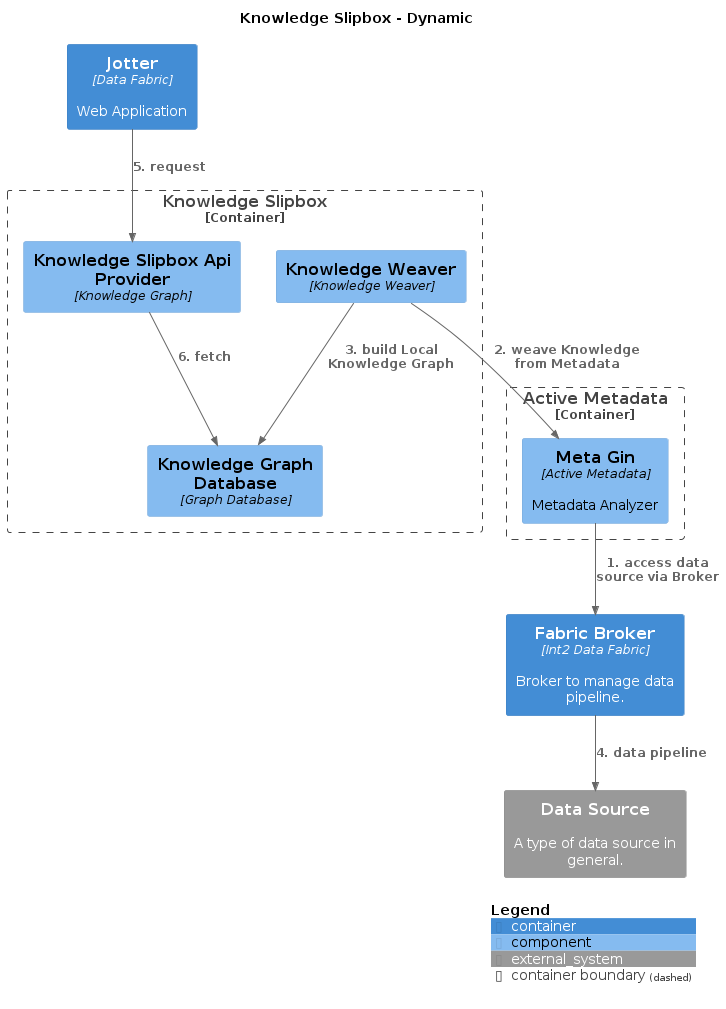 Knowledge Slipbox - Dynamic
Jotter
[Data Fabric]
Web Application
5. request
Knowledge Slipbox
[Container]
Knowledge Slipbox Api
Provider
[Knowledge Graph]
Knowledge Weaver
[Knowledge Weaver]
6. fetch
3. build Local
Knowledge Graph
2. weave Knowledge
from Metadata
Active Metadata
[Container]
Knowledge Graph
Database
[Graph Database]
Meta Gin
[Active Metadata]
Metadata Analyzer
1. access data
source via Broker
Fabric Broker
[Int2 Data Fabric]
Broker to manage data
pipeline.
4. data pipeline
Data Source
A type of data source in
general.
Legend
container
component
external_system
container boundary (dashed)